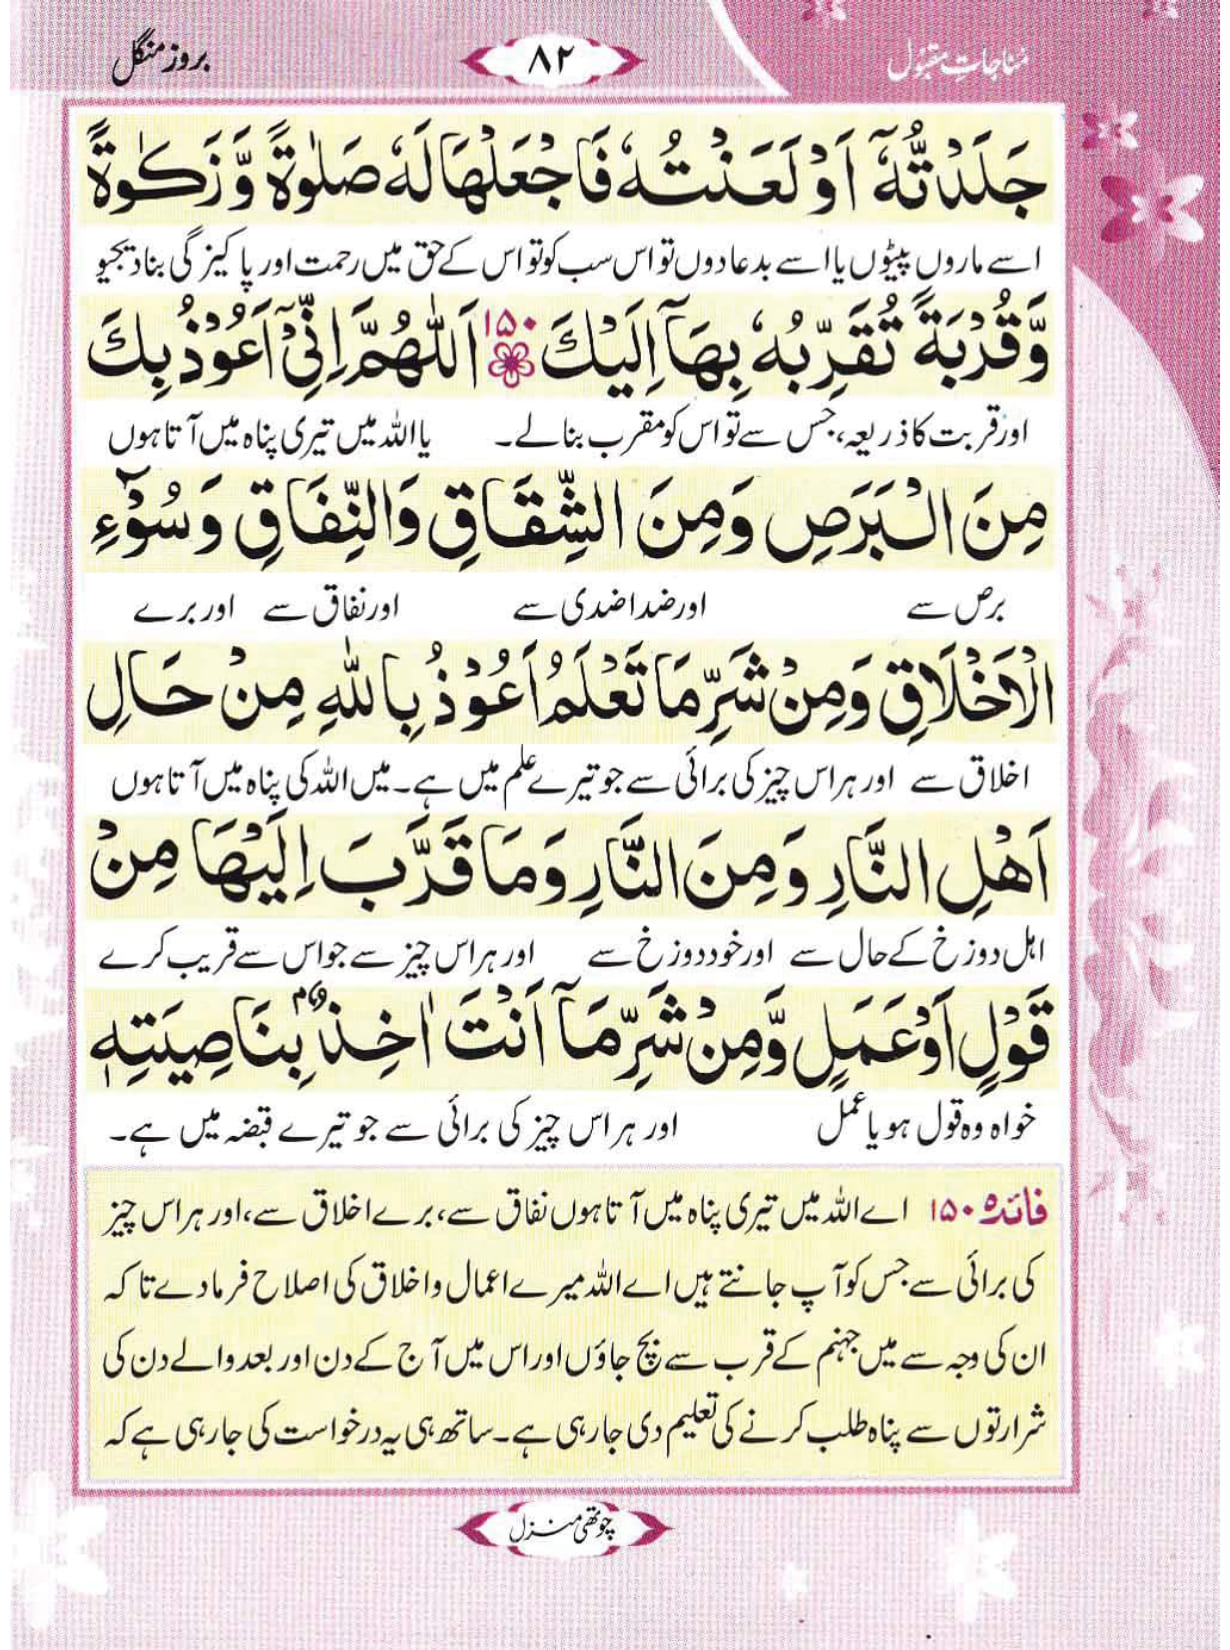 مناجات مقبول
۸۲
بروز منگل
جَلَدْتُّهٗٓ اَوْ لَعَنْتُهٗ فَاجْعَلْهَا لَهٗ صَلٰوةً وَّزَكٰوةً
اسے ماروں پیٹوں یا اسے بد عا دوں تو اس سب کو تو اس کے حق میں رحمت اور پاکیزگی بنا دیجیو
وَّقُرْبَةً تُقَرِّبُهٗ بِهَآ اِلَيْكَ ۱۵۰ اَللّٰهُمَّ اِنِّيْٓ اَعُوْذُ بِكَ
اور قربت کا ذریعہ، جس سے تو اس کو مقرب بنا لے۔ یا اللہ میں تیری پناہ میں آتا ہوں
مِنَ الْبَرَصِ وَمِنَ الشِّقَاقِ وَالنِّفَاقِ وَسُوْٓءِ
برص سے اور ضدا ضدی سے اور نفاق سے اور برے
الْاَخْلَاقِ وَمِنْ شَرِّ مَا تَعْلَمُ اَعُوْذُ بِاللّٰهِ مِنْ حَالِ
اخلاق سے اور ہر اس چیز کی برائی سے جو تیرے علم میں ہے۔ میں اللہ کی پناہ میں آتا ہوں
اَهْلِ النَّارِ وَمِنَ النَّارِ وَمَا قَرَّبَ اِلَيْهَا مِنْ
اہل دوزخ کے حال سے اور خود دوزخ سے اور ہر اس چیز سے جو اس سے قریب کرے
قَوْلٍ اَوْ عَمَلٍ وَّمِنْ شَرِّ مَآ اَنْتَ اٰخِذٌۢ بِنَاصِيَتِهٖ
خواہ وہ قول ہو یا عمل اور ہر اس چیز کی برائی سے جو تیرے قبضہ میں ہے۔
فائدہ ۱۵۰ اے اللہ میں تیری پناہ میں آتا ہوں نفاق سے، برے اخلاق سے، اور ہر اس چیز
کی برائی سے جس کو آپ جانتے ہیں اے اللہ میرے اعمال و اخلاق کی اصلاح فرمادے تاکہ
ان کی وجہ سے میں جہنم کے قرب سے بچ جاؤں اور اس میں آج کے دن اور بعد والے دن کی
شرارتوں سے پناہ طلب کرنے کی تعلیم دی جارہی ہے۔ ساتھ ہی یہ درخواست کی جارہی ہے کہ
چوتھی منزل